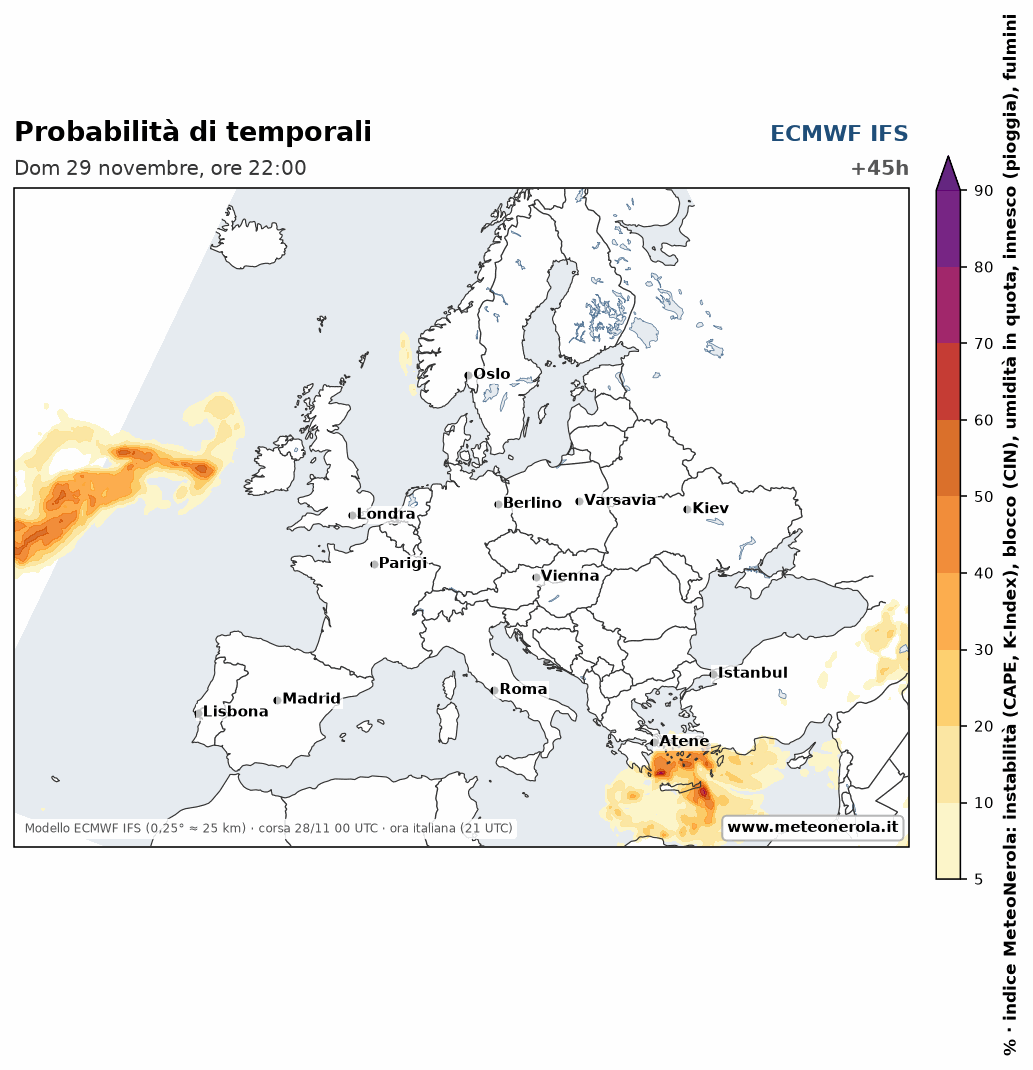 Probabilità di temporali
ECMWF IFS
Dom 29 novembre, ore 22:00
+45h
Oslo
Berlino
Varsavia
Kiev
Londra
Parigi
Vienna
Istanbul
Roma
Madrid
Lisbona
Atene
Modello ECMWF IFS (0,25° ≈ 25 km) · corsa 28/11 00 UTC · ora italiana (21 UTC)
www.meteonerola.it
90
80
70
60
50
40
30
20
10
5
% · indice MeteoNerola: instabilità (CAPE, K-Index), blocco (CIN), umidità in quota, innesco (pioggia), fulmini